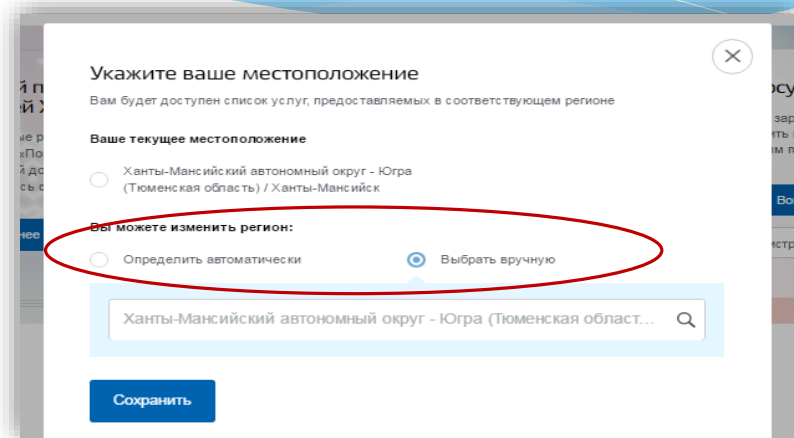 Укажите ваше местоположение
Вам будет доступен список услуг, предоставляемых в соответствующем регионе
Ваше текущее местоположение
Ханты-Мансийский автономный округ - Югра
(Тюменская область) / Ханты-Мансийск
Вы можете изменить регион:
Определить автоматически Выбрать вручную
Ханты-Мансийский автономный округ - Югра (Тюменская област...
Сохранить